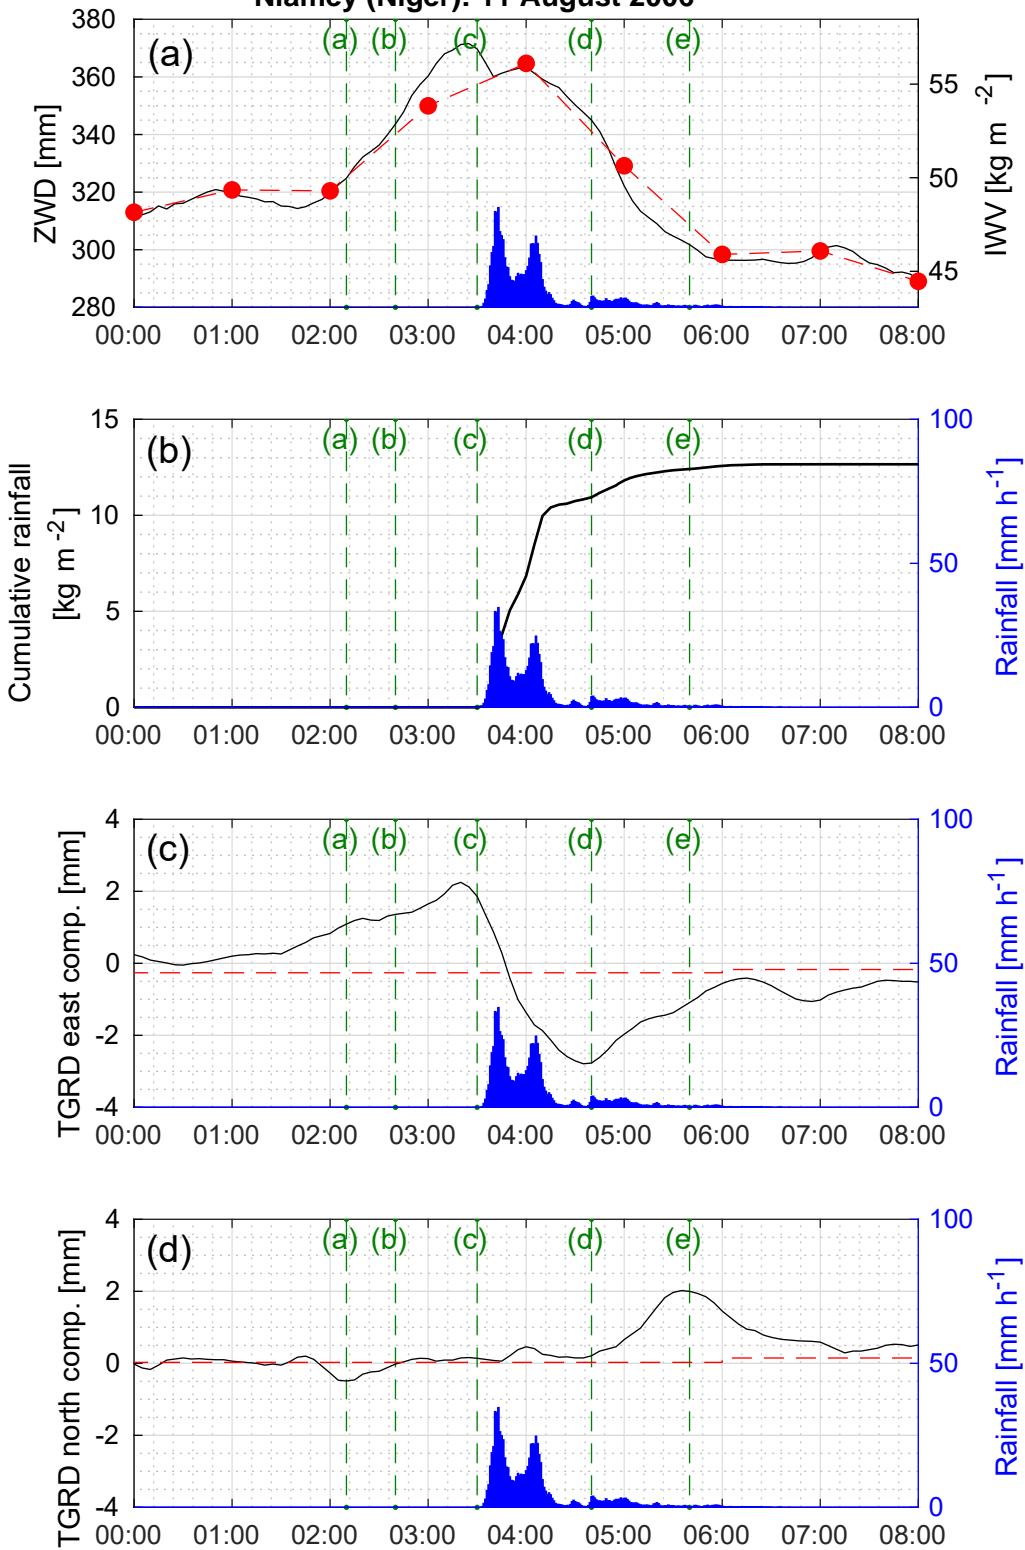 Niamey (Niger): 11 August 2006
(a)
(a) (b) (c) (d) (e)
ZWD [mm]
380
360
340
320
300
280
IWV [kg m -2]
55
50
45
00:00 01:00 02:00 03:00 04:00 05:00 06:00 07:00 08:00
(b)
(a) (b) (c) (d) (e)
Cumulative rainfall
[kg m -2]
15
10
5
0
Rainfall [mm h-1]
100
50
0
00:00 01:00 02:00 03:00 04:00 05:00 06:00 07:00 08:00
(c)
(a) (b) (c) (d) (e)
TGRD east comp. [mm]
4
2
0
-2
-4
Rainfall [mm h-1]
100
50
0
00:00 01:00 02:00 03:00 04:00 05:00 06:00 07:00 08:00
(d)
(a) (b) (c) (d) (e)
TGRD north comp. [mm]
4
2
0
-2
-4
Rainfall [mm h-1]
100
50
0
00:00 01:00 02:00 03:00 04:00 05:00 06:00 07:00 08:00